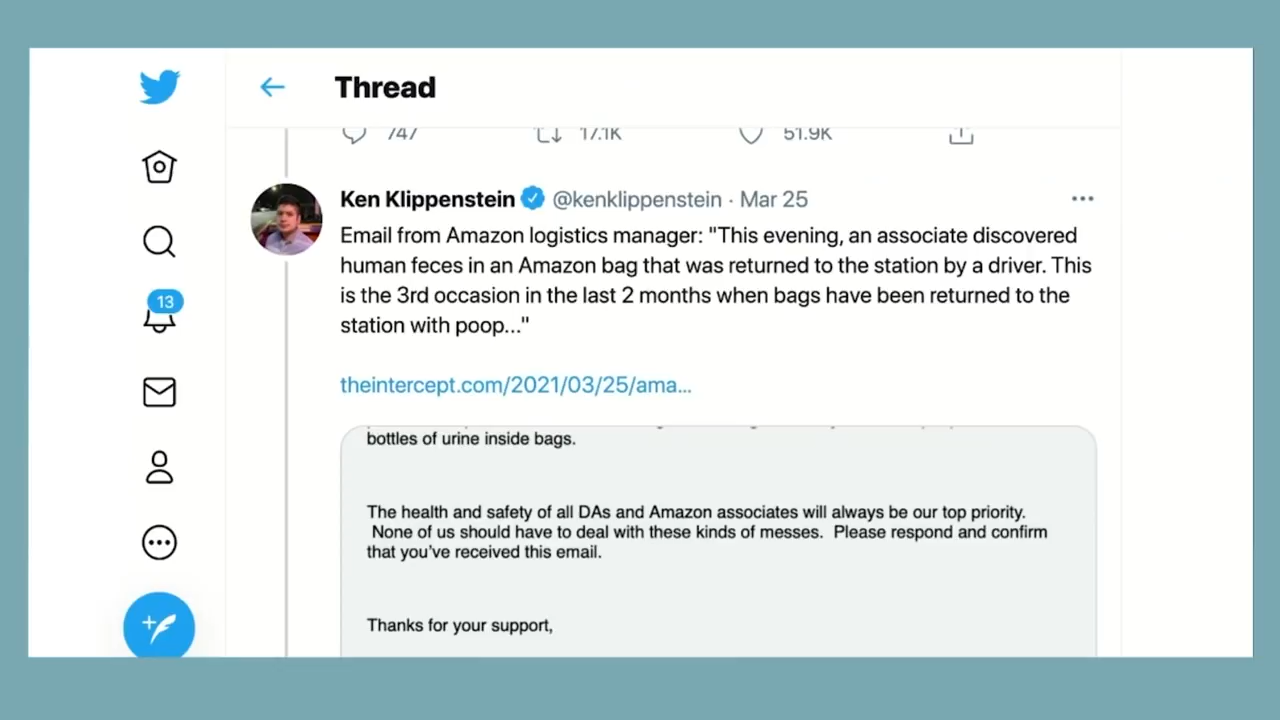 Thread
747 17.1K 51.9K
Ken Klippenstein @kenklippenstein · Mar 25
Email from Amazon logistics manager: "This evening, an associate discovered
human feces in an Amazon bag that was returned to the station by a driver. This
is the 3rd occasion in the last 2 months when bags have been returned to the
station with poop..."
13
theintercept.com/2021/03/25/ama...
bottles of urine inside bags.
The health and safety of all DAs and Amazon associates will always be our top priority.
None of us should have to deal with these kinds of messes. Please respond and confirm
that you've received this email.
Thanks for your support,